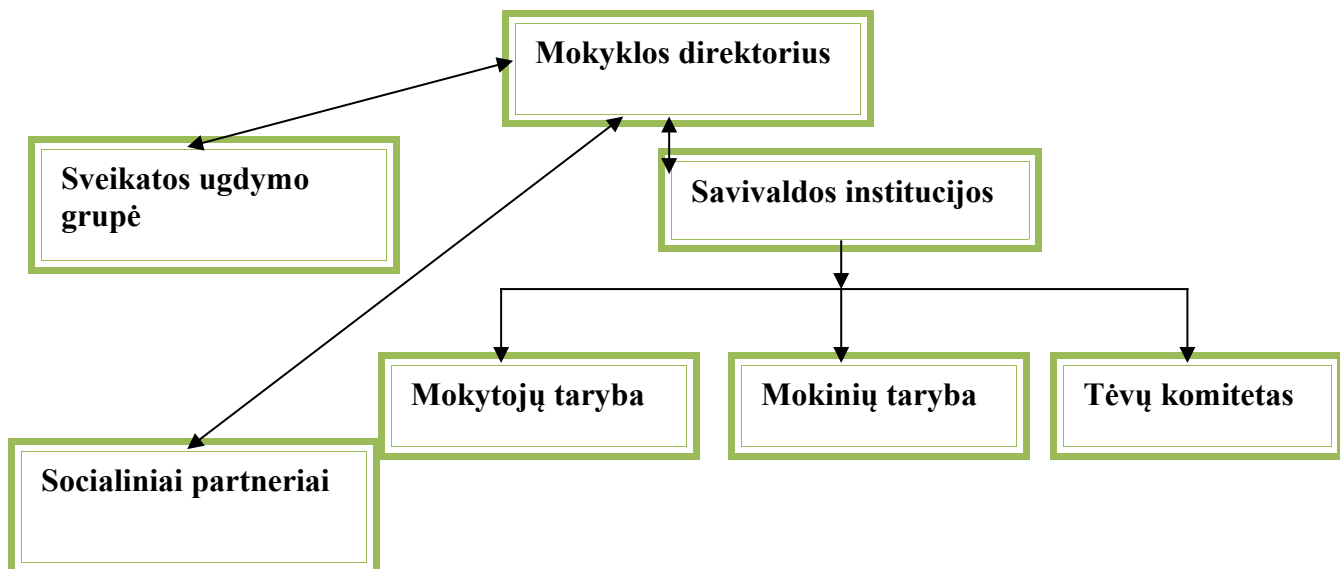 Mokyklos direktorius
Sveikatos ugdymo
grupė
Savivaldos institucijos
Mokytojų taryba
Mokinių taryba
Tėvų komitetas
Socialiniai partneriai